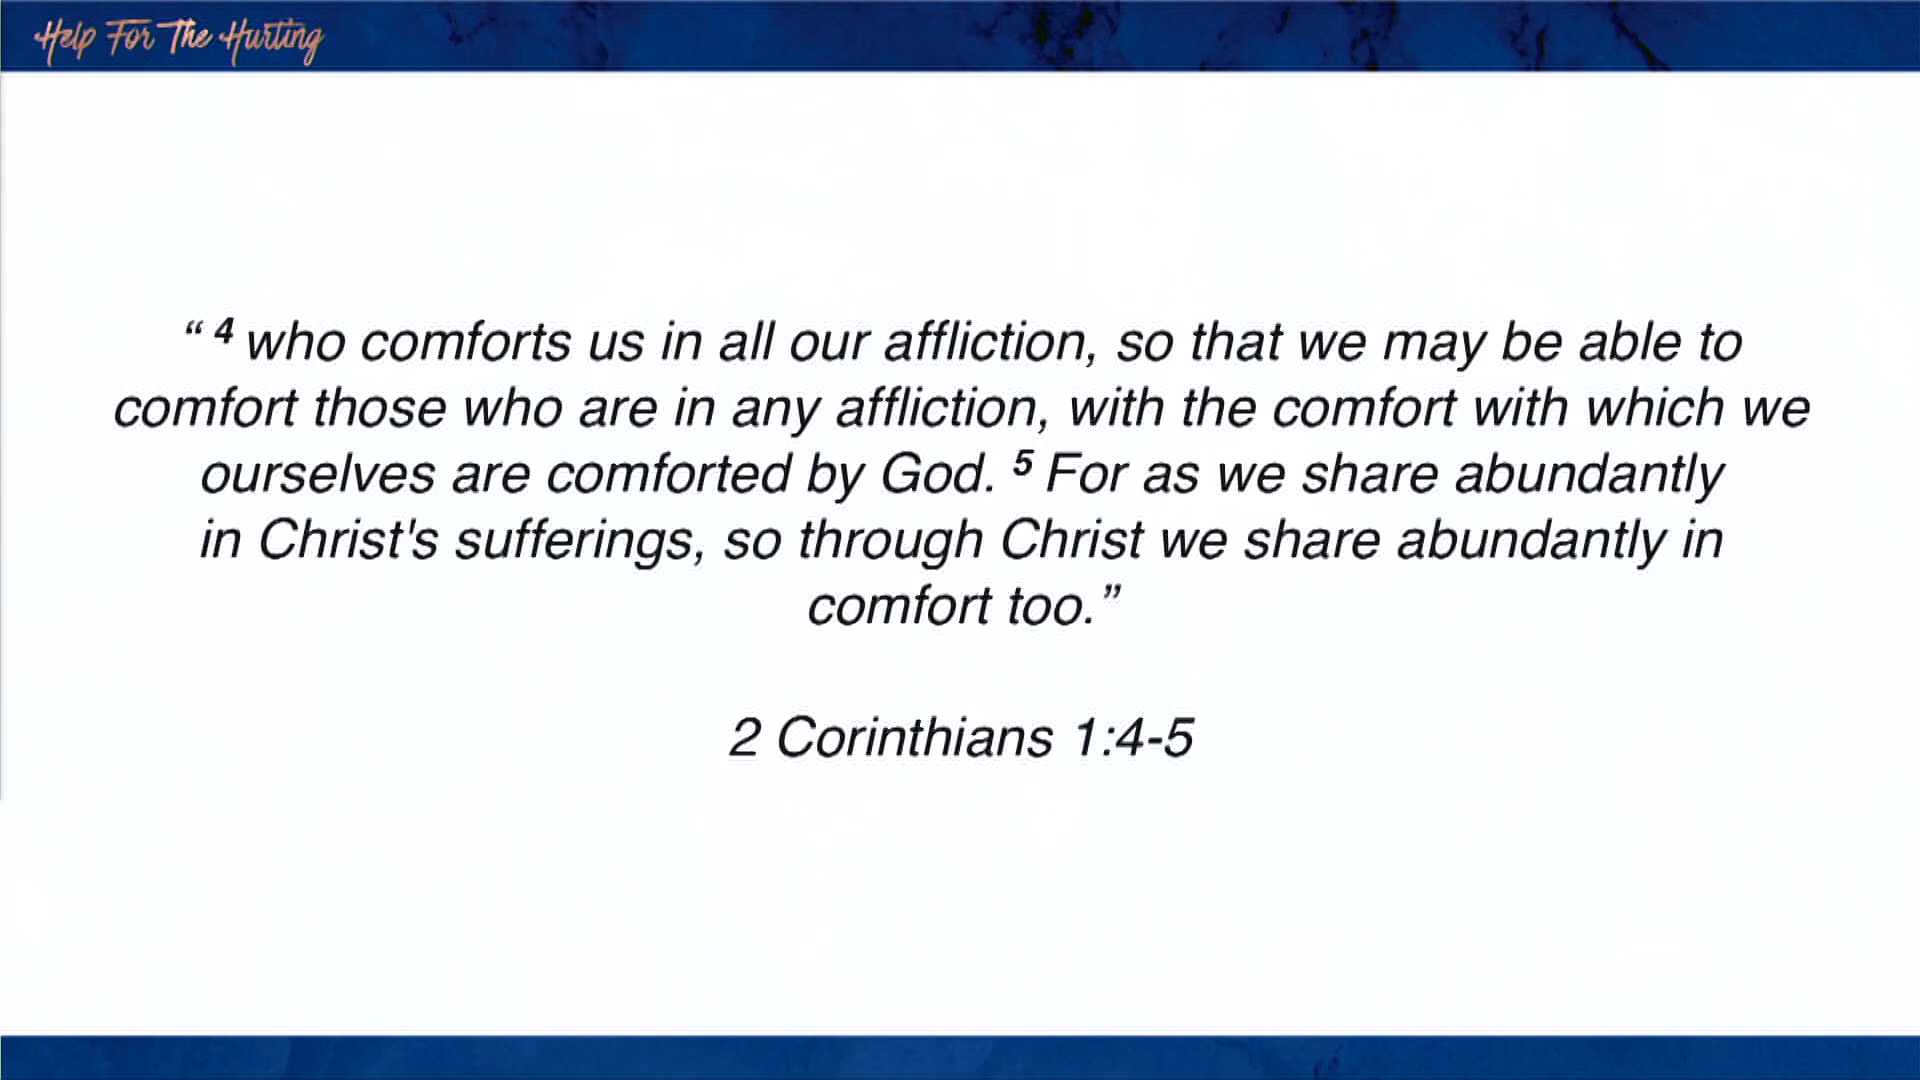 Help For The Hurting
“ 4 who comforts us in all our affliction, so that we may be able to
comfort those who are in any affliction, with the comfort with which we
ourselves are comforted by God. 5 For as we share abundantly
in Christ's sufferings, so through Christ we share abundantly in
comfort too.”
2 Corinthians 1:4-5